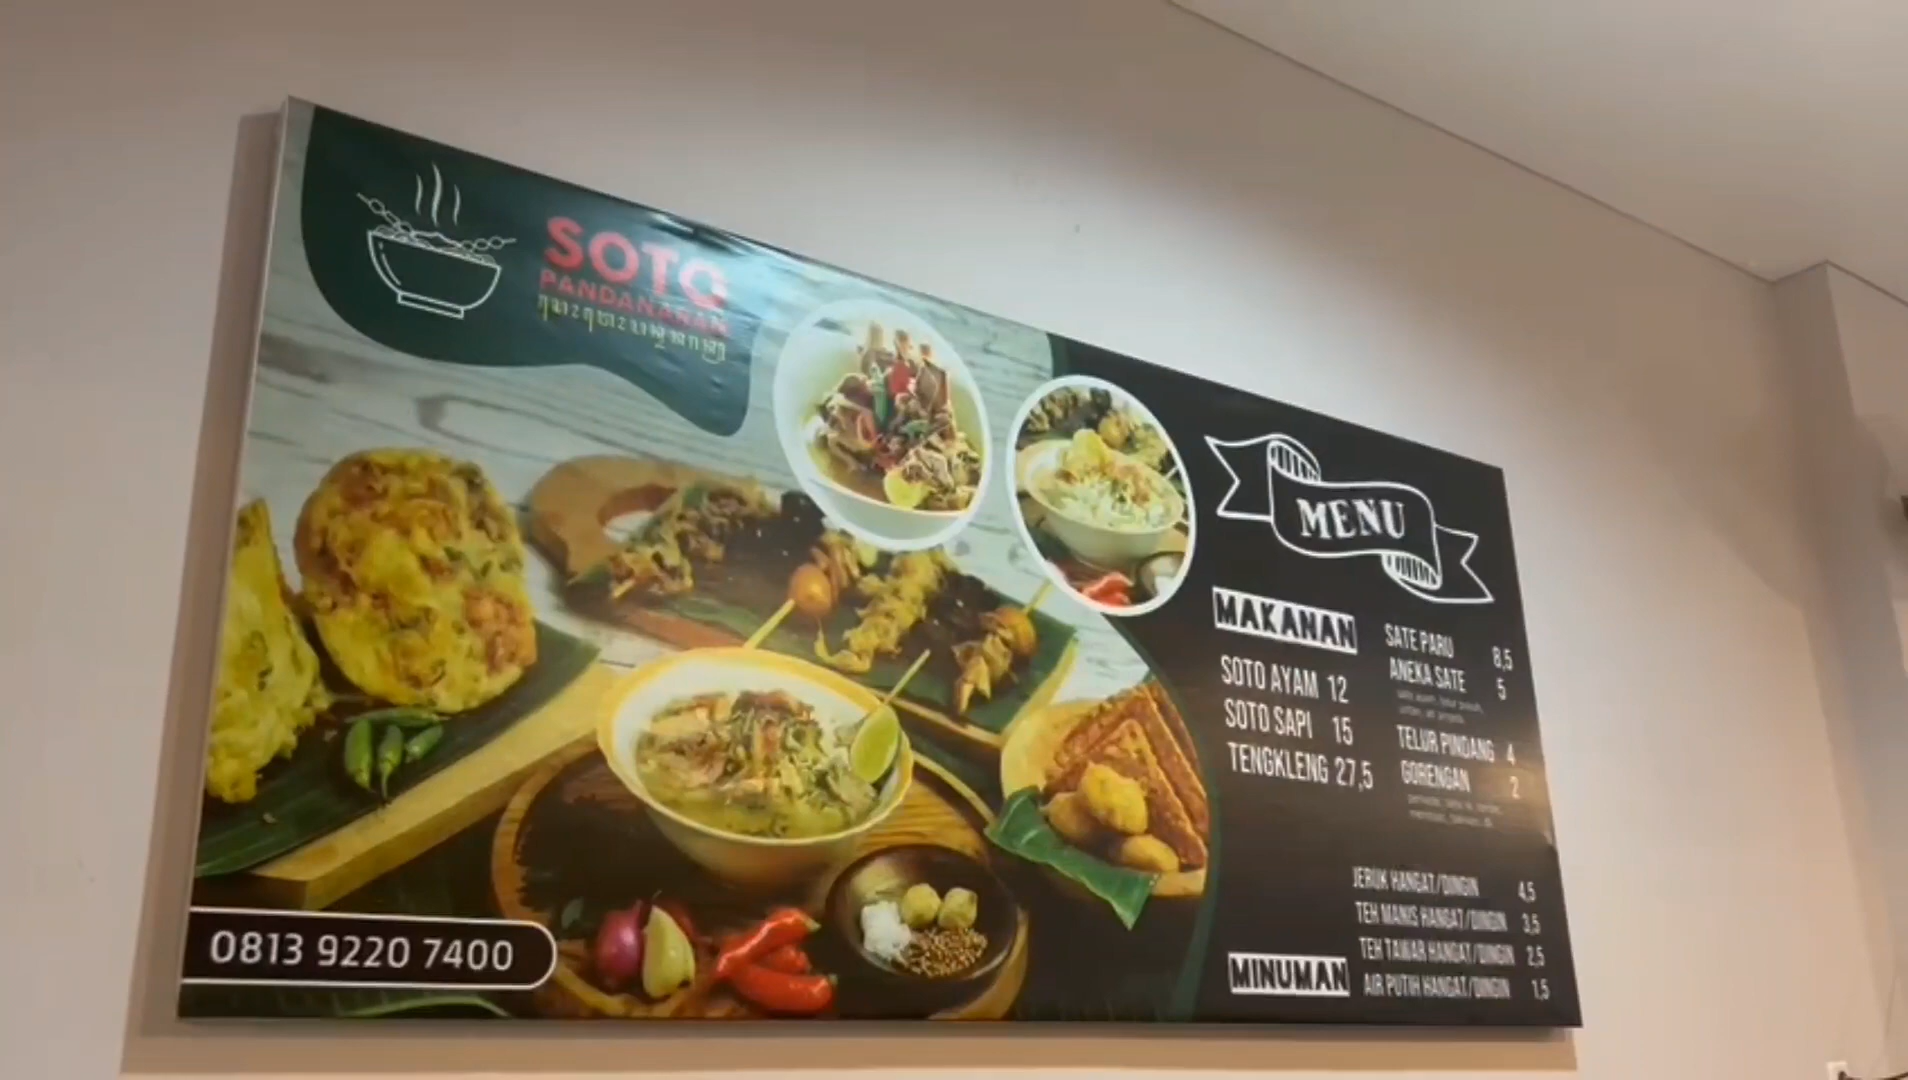 SOTO
PANDANARAN
MENU
MAKANAN
SOTO AYAM 12
SOTO SAPI 15
TENGKLENG 27,5
SATE PARU 8,5
ANEKA SATE 5
TELUR PINDANG 4
GORENGAN 2
MINUMAN
JERUK HANGAT/DINGIN 4,5
TEH MANIS HANGAT/DINGIN 3,5
TEH TAWAR HANGAT/DINGIN 2,5
AIR PUTIH HANGAT/DINGIN 1,5
0813 9220 7400